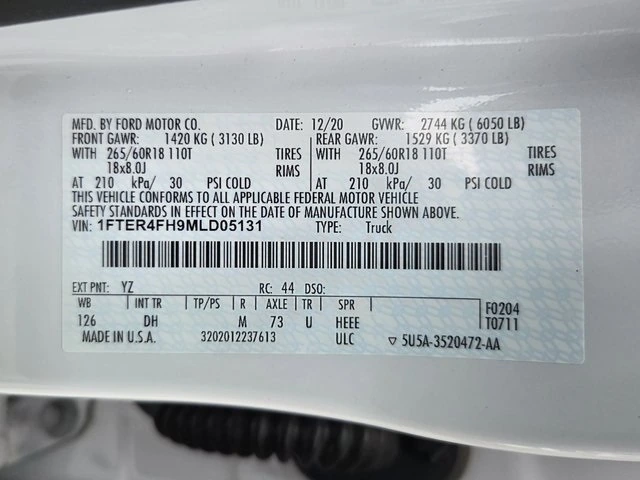 MFD. BY FORD MOTOR CO. DATE: 12/20 GVWR: 2744 KG ( 6050 LB)
FRONT GAWR: 1420 KG ( 3130 LB) REAR GAWR: 1529 KG ( 3370 LB)
WITH 265/60R18 110T TIRES WITH 265/60R18 110T TIRES
18x8.0J RIMS 18x8.0J RIMS
AT 210 kPa/ 30 PSI COLD AT 210 kPa/ 30 PSI COLD
THIS VEHICLE CONFORMS TO ALL APPLICABLE FEDERAL MOTOR VEHICLE
SAFETY STANDARDS IN EFFECT ON THE DATE OF MANUFACTURE SHOWN ABOVE.
VIN: 1FTER4FH9MLD05131 TYPE: Truck
EXT PNT: YZ RC: 44 DSO:
WB INT TR TP/PS R AXLE TR SPR F0204
126 DH M 73 U HEEE T0711
MADE IN U.S.A. 3202012237613 ULC ▽ 5U5A-3520472-AA